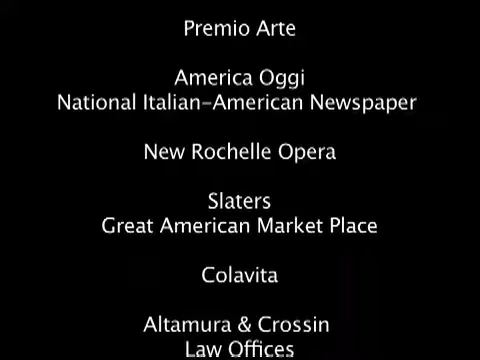 Premio Arte
America Oggi
National Italian-American Newspaper
New Rochelle Opera
Slaters
Great American Market Place
Colavita
Altamura & Crossin
Law Offices